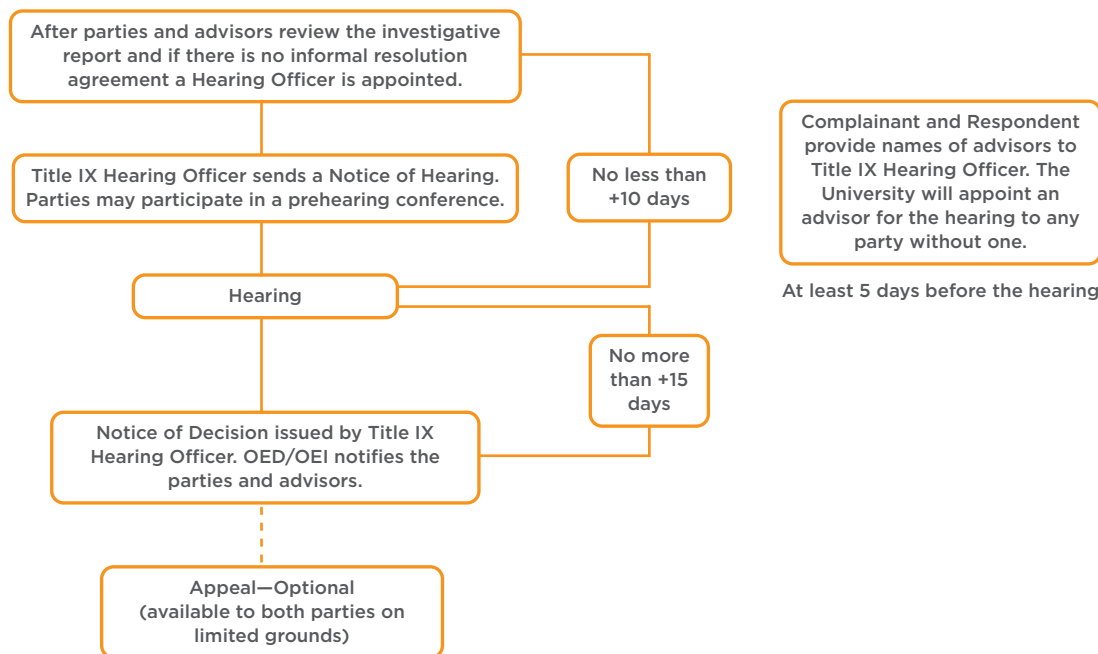 After parties and advisors review the investigative
report and if there is no informal resolution
agreement a Hearing Officer is appointed.
Title IX Hearing Officer sends a Notice of Hearing.
Parties may participate in a prehearing conference.
No less than
+10 days
Hearing
No more
than +15
days
Notice of Decision issued by Title IX
Hearing Officer. OED/OEI notifies the
parties and advisors.
Appeal—Optional
(available to both parties on
limited grounds)
Complainant and Respondent
provide names of advisors to
Title IX Hearing Officer. The
University will appoint an
advisor for the hearing to any
party without one.
At least 5 days before the hearing